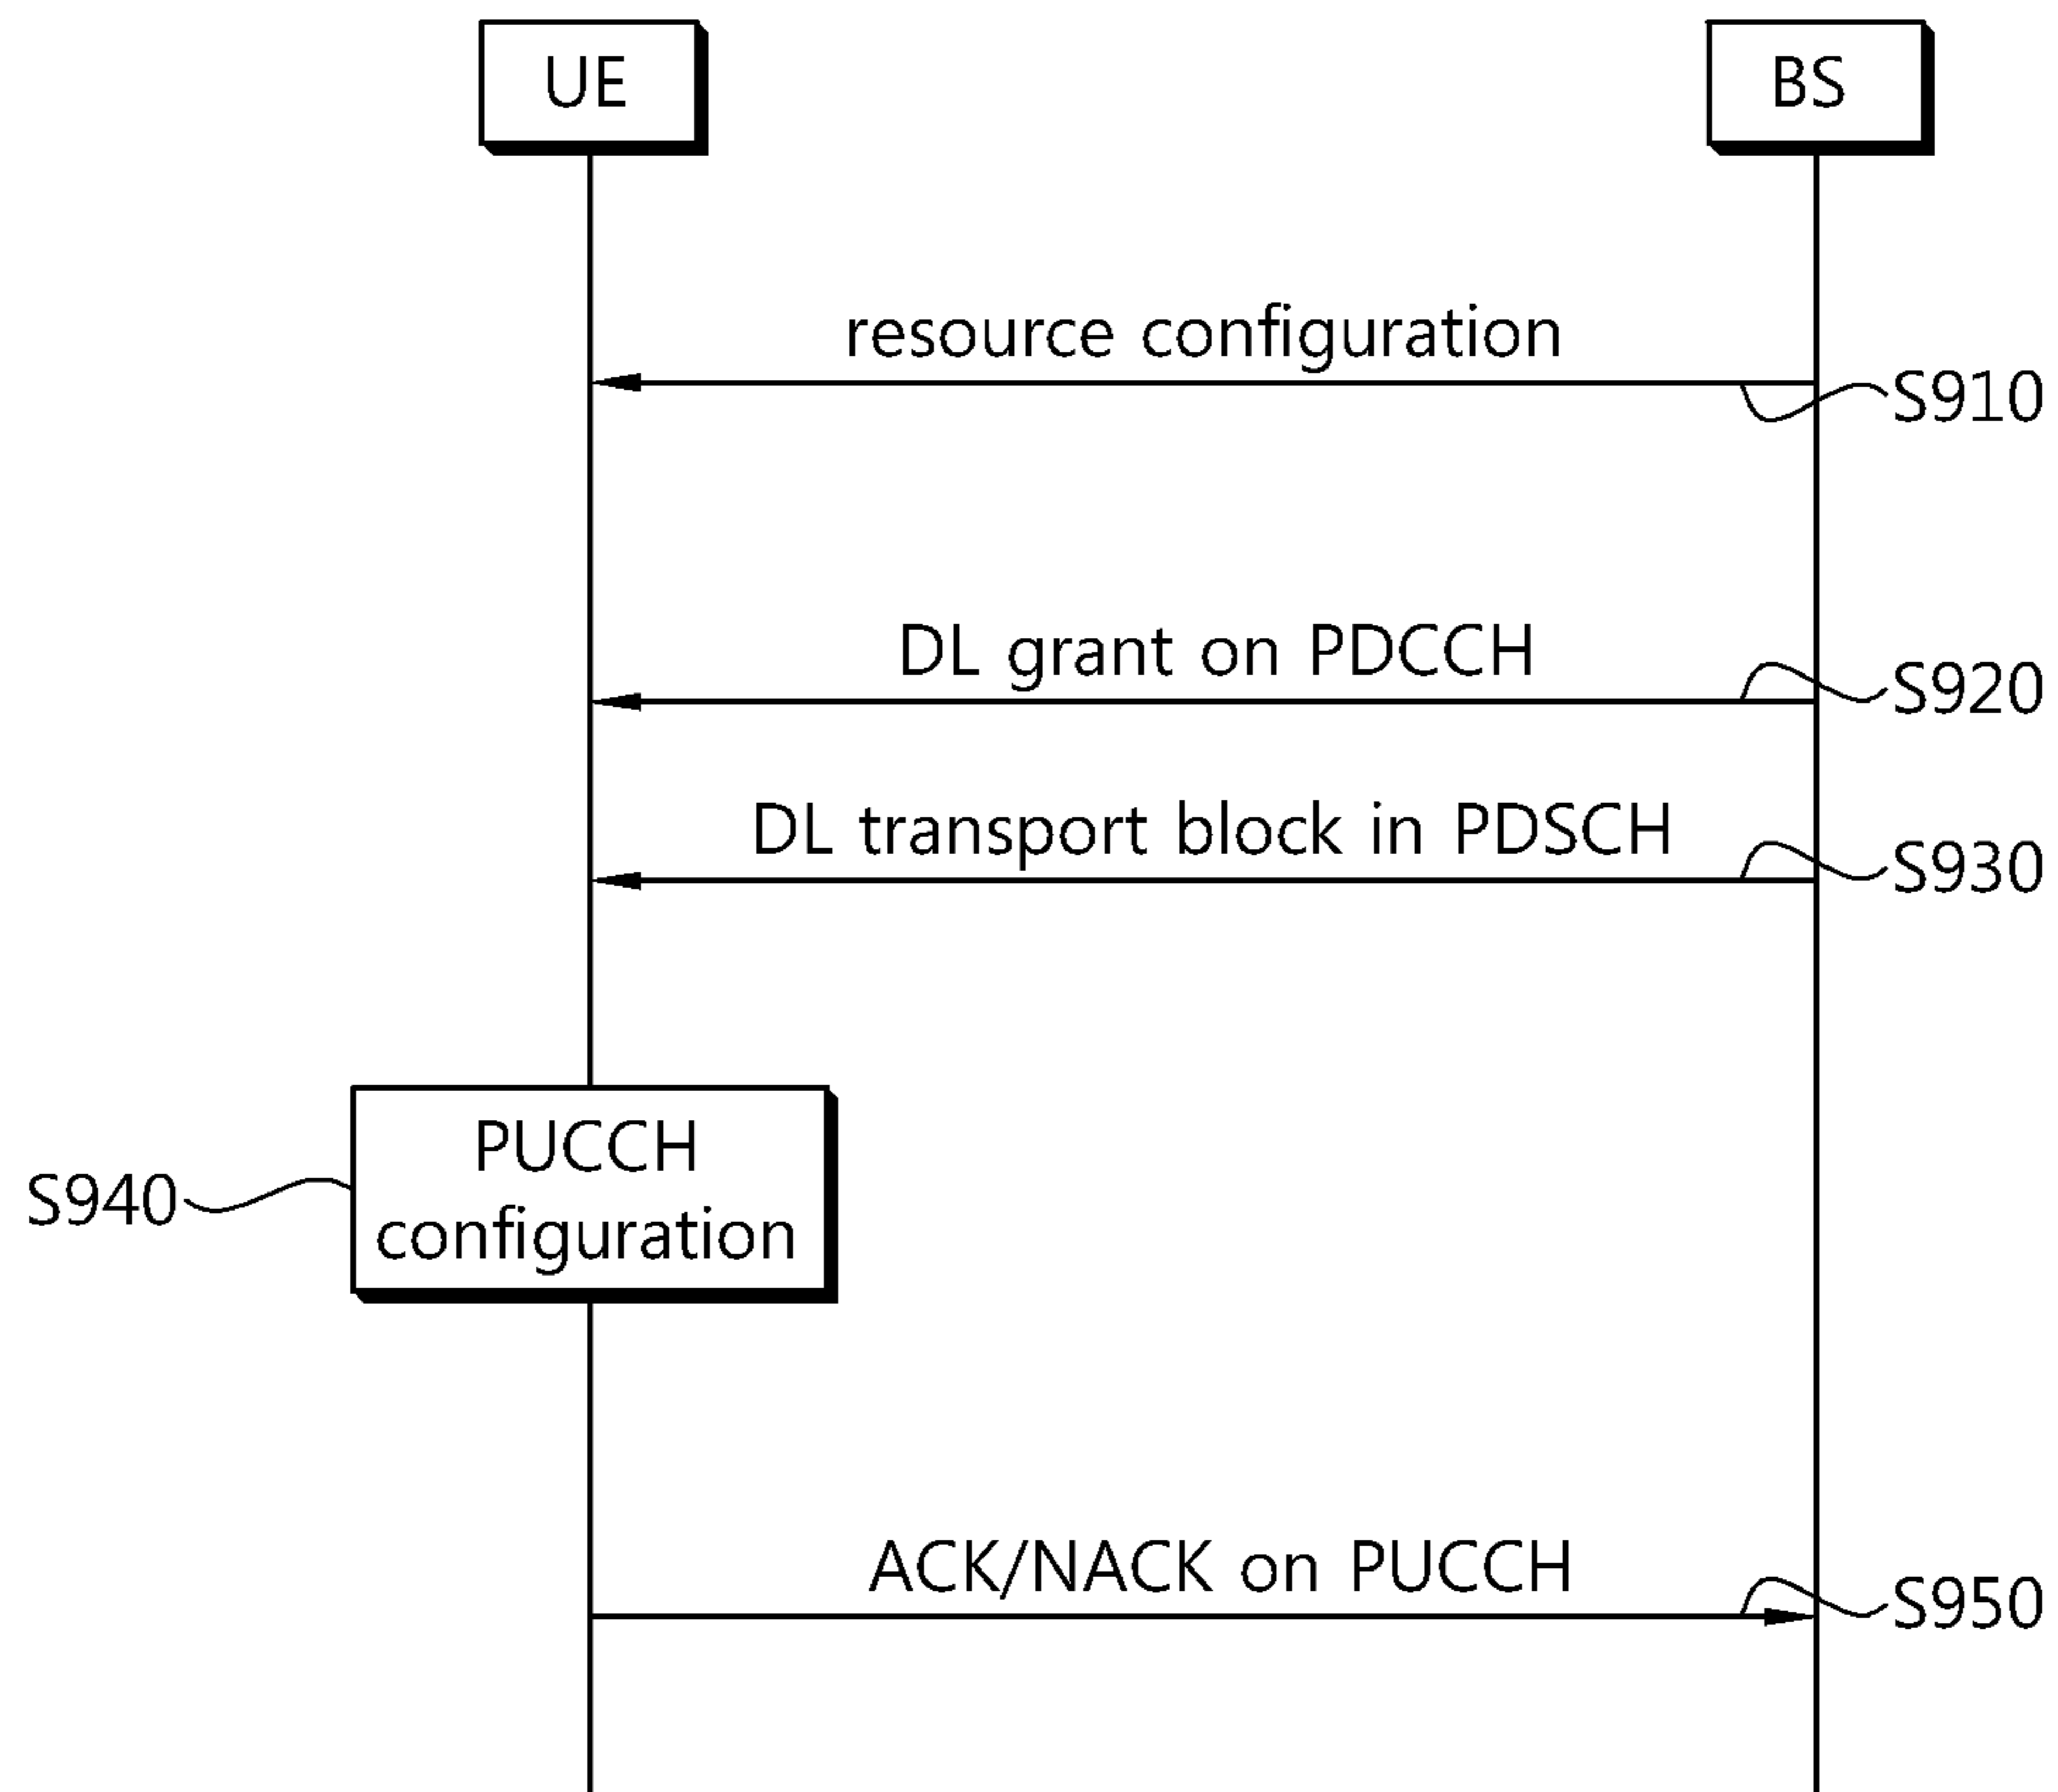 UE
BS
resource configuration
S910
DL grant on PDCCH
S920
DL transport block in PDSCH
S930
PUCCH
configuration
S940
ACK/NACK on PUCCH
S950